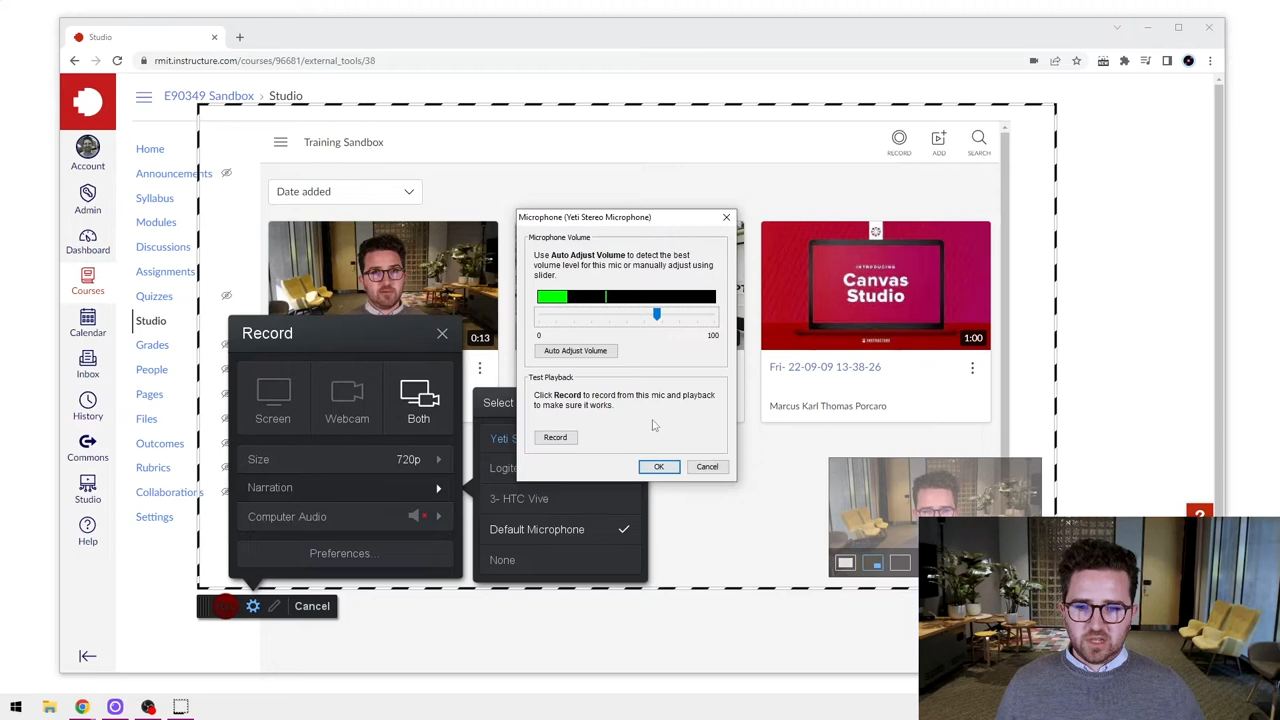 Studio
rmit.instructure.com/courses/96681/external_tools/38
E90349 Sandbox > Studio
Account
Admin
Dashboard
Courses
Calendar
Inbox
History
Commons
Studio
Help
Home
Announcements
Syllabus
Modules
Discussions
Assignments
Quizzes
Studio
Grades
People
Pages
Files
Outcomes
Rubrics
Collaborations
Settings
Training Sandbox
RECORD
ADD
SEARCH
Date added
0:13
INTRODUCING
Canvas
Studio
INSTRUCTURE
1:00
Fri- 22-09-09 13-38-26
Marcus Karl Thomas Porcaro
Record
Screen
Webcam
Both
Size 720p
Narration
Computer Audio
Preferences...
Cancel
Select
Yeti S
Logite
3- HTC Vive
Default Microphone
None
Microphone (Yeti Stereo Microphone)
Microphone Volume
Use Auto Adjust Volume to detect the best
volume level for this mic or manually adjust using
slider.
0 100
Auto Adjust Volume
Test Playback
Click Record to record from this mic and playback
to make sure it works.
Record
OK
Cancel